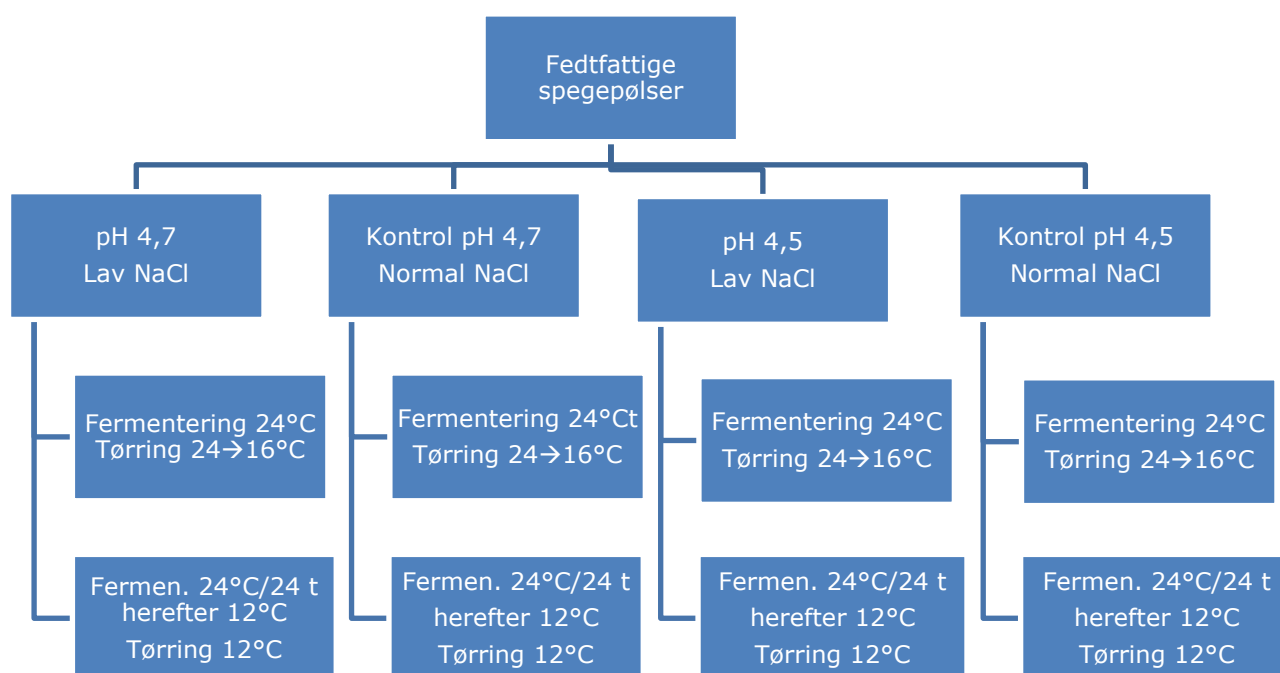 Fedtfattige
spegepølser
pH 4,7
Lav NaCl
Kontrol pH 4,7
Normal NaCl
pH 4,5
Lav NaCl
Kontrol pH 4,5
Normal NaCl
Fermentering 24°C
Tørring 24→16°C
Fermentering 24°Ct
Tørring 24→16°C
Fermentering 24°C
Tørring 24→16°C
Fermentering 24°C
Tørring 24→16°C
Fermen. 24°C/24 t
herefter 12°C
Tørring 12°C
Fermen. 24°C/24 t
herefter 12°C
Tørring 12°C
Fermen. 24°C/24 t
herefter 12°C
Tørring 12°C
Fermen. 24°C/24 t
herefter 12°C
Tørring 12°C